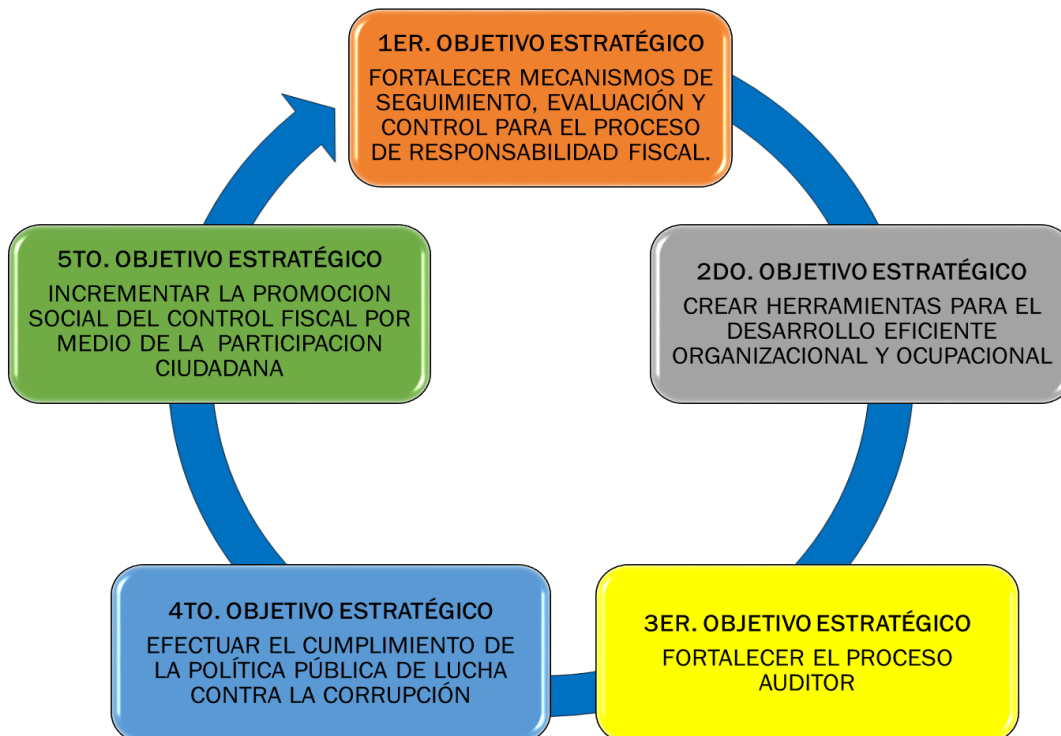 1ER. OBJETIVO ESTRATÉGICO
FORTALECER MECANISMOS DE
SEGUIMIENTO, EVALUACIÓN Y
CONTROL PARA EL PROCESO
DE RESPONSABILIDAD FISCAL.
2DO. OBJETIVO ESTRATÉGICO
CREAR HERRAMIENTAS PARA EL
DESARROLLO EFICIENTE
ORGANIZACIONAL Y OCUPACIONAL
3ER. OBJETIVO ESTRATÉGICO
FORTALECER EL PROCESO
AUDITOR
4TO. OBJETIVO ESTRATÉGICO
EFECTUAR EL CUMPLIMIENTO DE
LA POLÍTICA PÚBLICA DE LUCHA
CONTRA LA CORRUPCIÓN
5TO. OBJETIVO ESTRATÉGICO
INCREMENTAR LA PROMOCION
SOCIAL DEL CONTROL FISCAL POR
MEDIO DE LA  PARTICIPACION
CIUDADANA